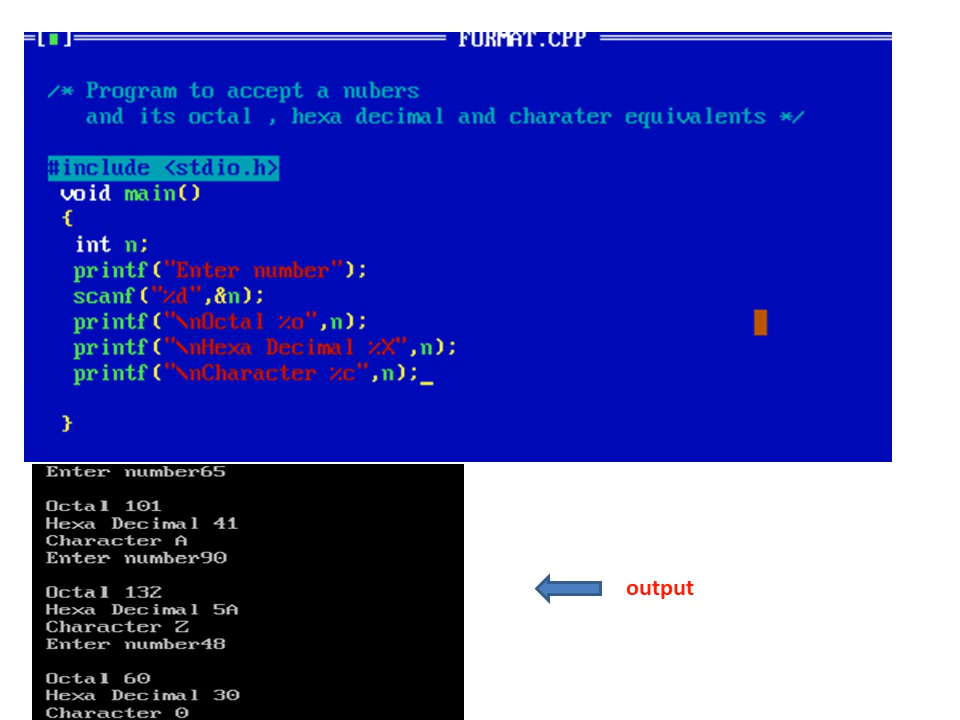 [■] FORMAT.CPP
/* Program to accept a nubers
and its octal , hexa decimal and charater equivalents */
#include <stdio.h>
void main()
{
int n;
printf("Enter number");
scanf("%d",&n);
printf("\nOctal %o",n);
printf("\nHexa Decimal %X",n);
printf("\nCharacter %c",n);_
}
Enter number65
Octal 101
Hexa Decimal 41
Character A
Enter number90
Octal 132
Hexa Decimal 5A
Character Z
Enter number48
Octal 60
Hexa Decimal 30
Character 0
output